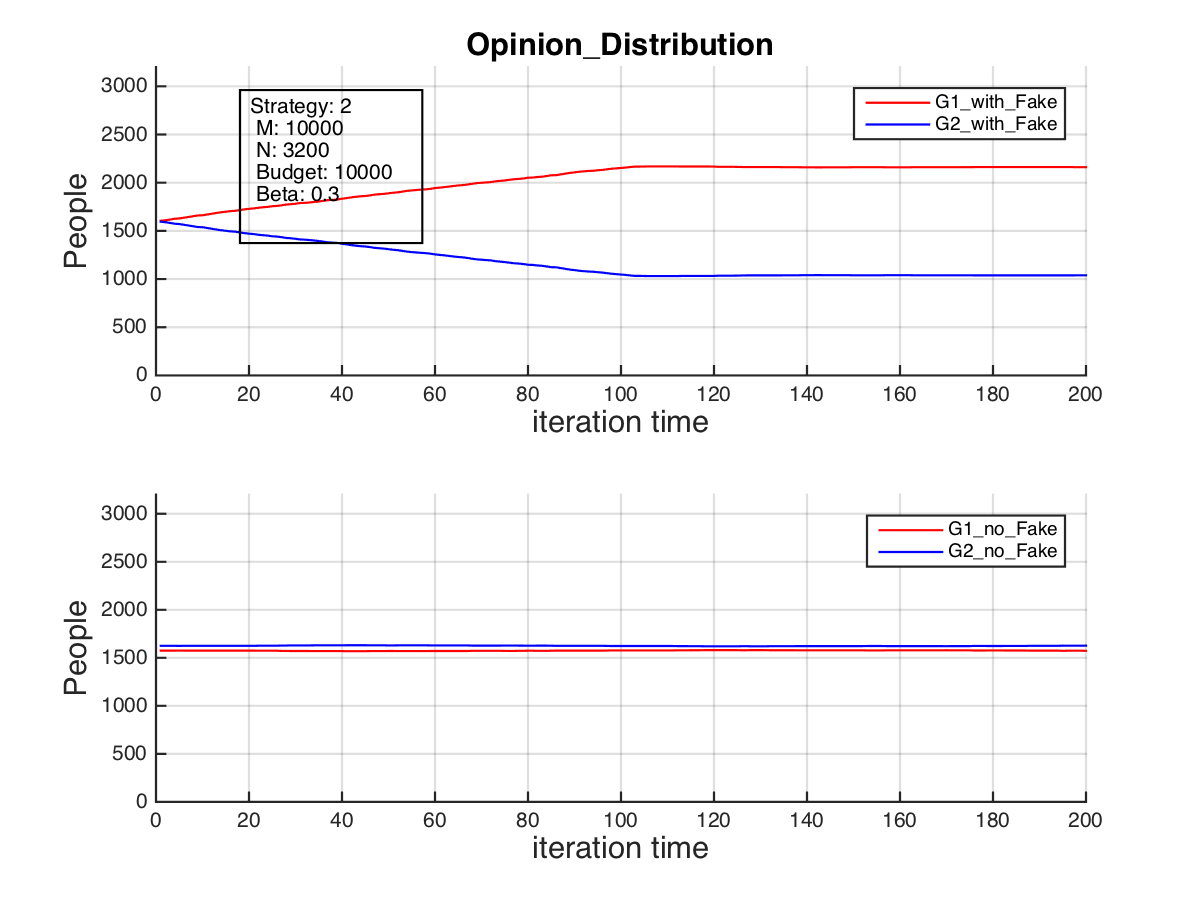 Opinion_Distribution
3000
2500
2000
1500
1000
500
0
People
Strategy: 2
M: 10000
N: 3200
Budget: 10000
Beta: 0.3
G1_with_Fake
G2_with_Fake
0 20 40 60 80 100 120 140 160 180 200
iteration time
3000
2500
2000
1500
1000
500
0
People
G1_no_Fake
G2_no_Fake
0 20 40 60 80 100 120 140 160 180 200
iteration time